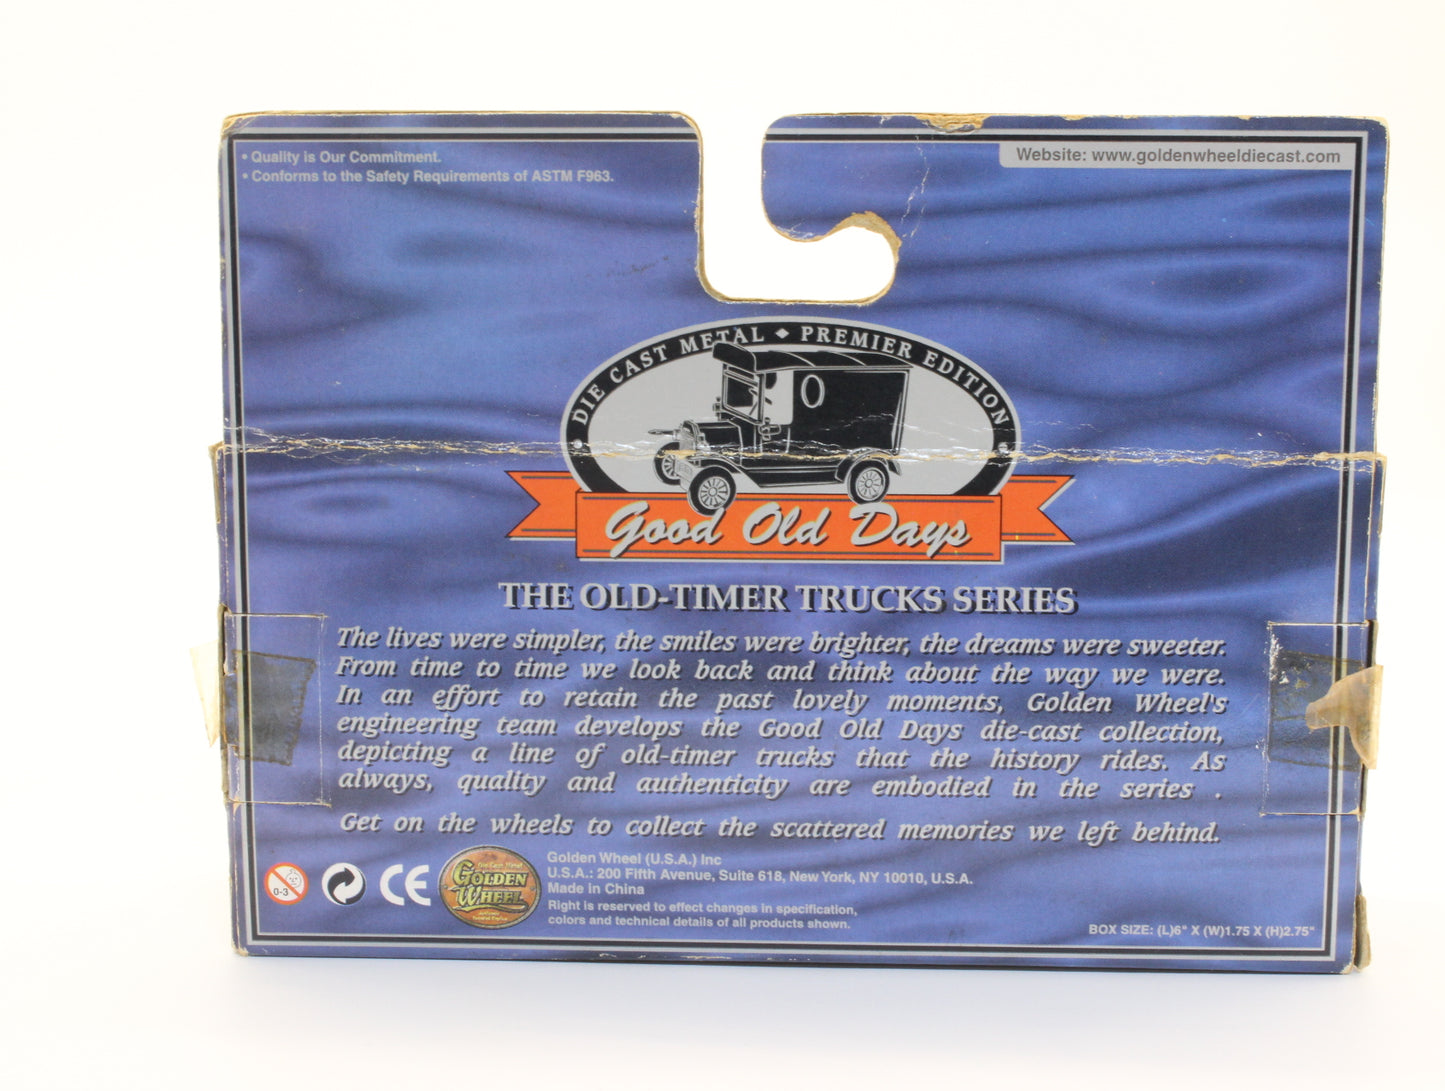 • Quality is Our Commitment.
• Conforms to the Safety Requirements of ASTM F963.
Website: www.goldenwheeldiecast.com
DIE CAST METAL ♦ PREMIER EDITION
Good Old Days
THE OLD-TIMER TRUCKS SERIES
The lives were simpler, the smiles were brighter, the dreams were sweeter.
From time to time we look back and think about the way we were.
In an effort to retain the past lovely moments, Golden Wheel's
engineering team develops the Good Old Days die-cast collection,
depicting a line of old-timer trucks that the history rides. As
always, quality and authenticity are embodied in the series .
Get on the wheels to collect the scattered memories we left behind.
0-3
CE
GOLDEN
WHEEL
Golden Wheel (U.S.A.) Inc
U.S.A.: 200 Fifth Avenue, Suite 618, New York, NY 10010, U.S.A.
Made in China
Right is reserved to effect changes in specification,
colors and technical details of all products shown.
BOX SIZE: (L)6" X (W)1.75 X (H)2.75"